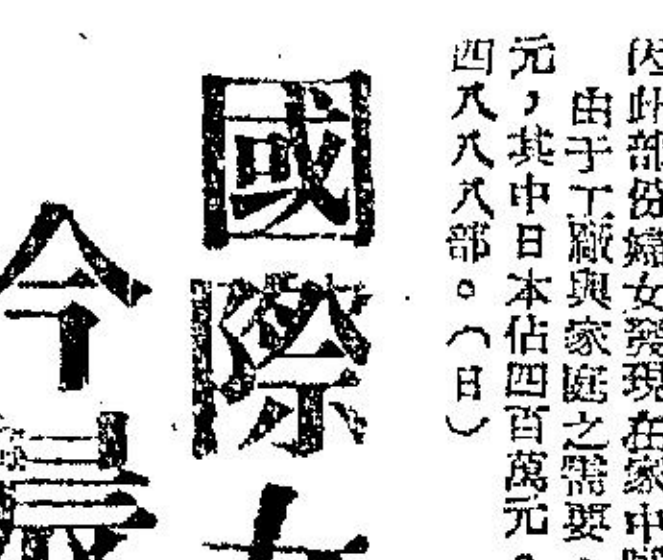 因此部份婦女發現在家中
由于工廠與家庭之需要
元，其中日本佔四百萬元。
四八八八部。（日）
國際
今晨